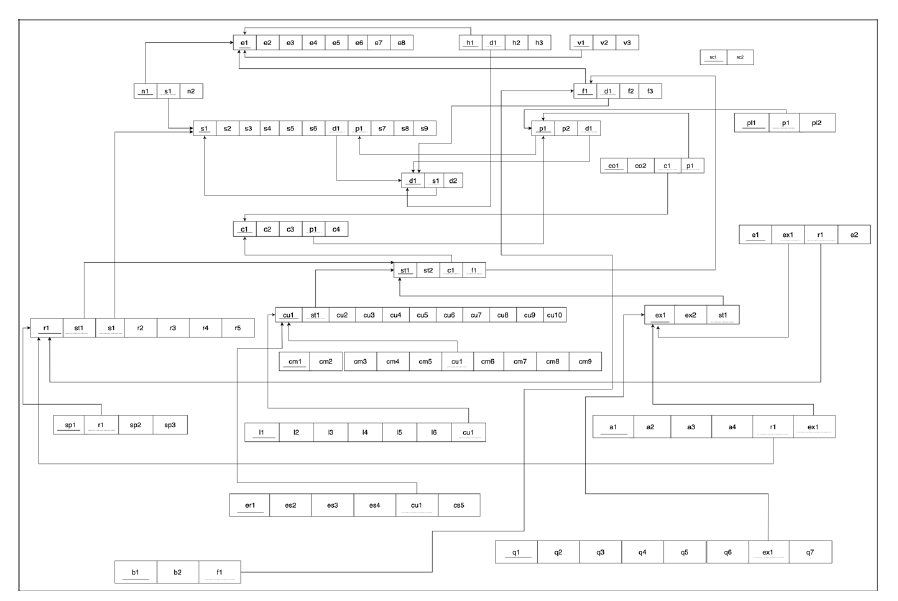 e1 e2 e3 e4 e5 e6 e7 e8
h1 d1 h2 h3
v1 v2 v3
sc1 sc2
n1 s1 n2
f1 d1 f2 f3
s1 s2 s3 s4 s5 s6 d1 p1 s7 s8 s9
p1 p2 d1
pl1 p1 pl2
co1 co2 c1 p1
d1 s1 d2
c1 c2 c3 p1 c4
e1 ex1 r1 e2
st1 st2 c1 f1
cu1 st1 cu2 cu3 cu4 cu5 cu6 cu7 cu8 cu9 cu10
ex1 ex2 st1
r1 st1 s1 r2 r3 r4 r5
cm1 cm2 cm3 cm4 cm5 cu1 cm6 cm7 cm8 cm9
sp1 r1 sp2 sp3
l1 l2 l3 l4 l5 l6 cu1
a1 a2 a3 a4 r1 ex1
er1 es2 es3 es4 cu1 cs5
q1 q2 q3 q4 q5 q6 ex1 q7
b1 b2 f1